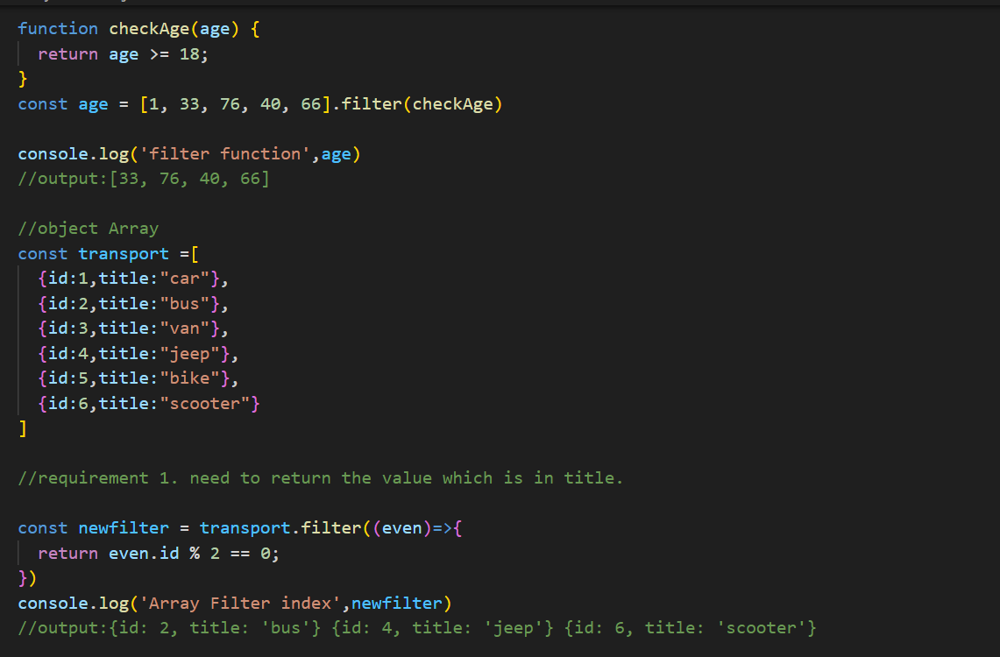 function checkAge(age) {
  return age >= 18;
}
const age = [1, 33, 76, 40, 66].filter(checkAge)

console.log('filter function',age)
//output:[33, 76, 40, 66]

//object Array
const transport =[
  {id:1,title:"car"},
  {id:2,title:"bus"},
  {id:3,title:"van"},
  {id:4,title:"jeep"},
  {id:5,title:"bike"},
  {id:6,title:"scooter"}
]

//requirement 1. need to return the value which is in title.

const newfilter = transport.filter((even)=>{
  return even.id % 2 == 0;
})
console.log('Array Filter index',newfilter)
//output:{id: 2, title: 'bus'} {id: 4, title: 'jeep'} {id: 6, title: 'scooter'}